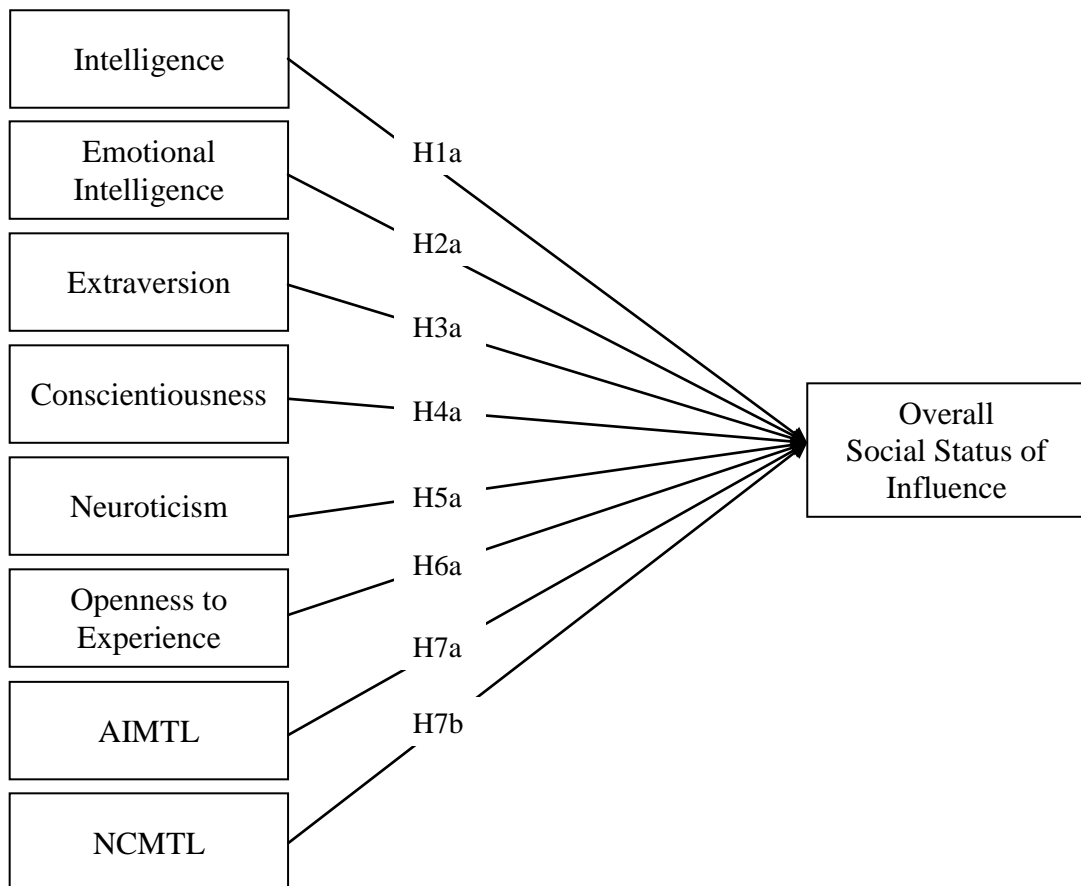 Intelligence
H1a
Emotional
Intelligence
H2a
Extraversion
H3a
Conscientiousness
H4a
Overall
Social Status of
Influence
Neuroticism
H5a
Openness to
Experience
H6a
AIMTL
H7a
NCMTL
H7b